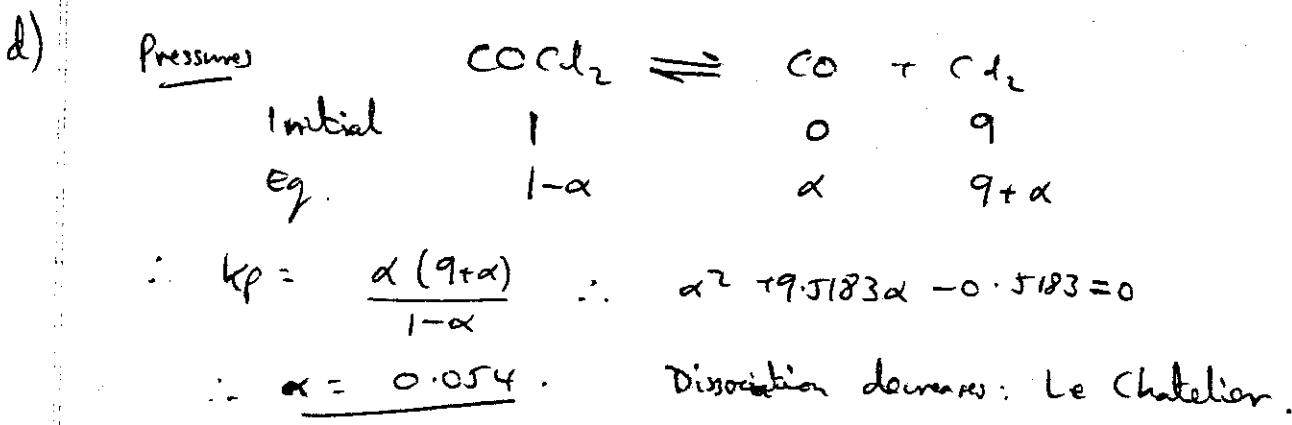 d) Pressures COCl₂ ⇌ CO + Cl₂
Initial 1 0 9
Eq. 1-α α 9+α
∴ Kp = α(9+α)/1-α ∴ α² + 9.5183α - 0.5183 = 0
∴ α = 0.054. Dissociation decreases: Le Chatelier.